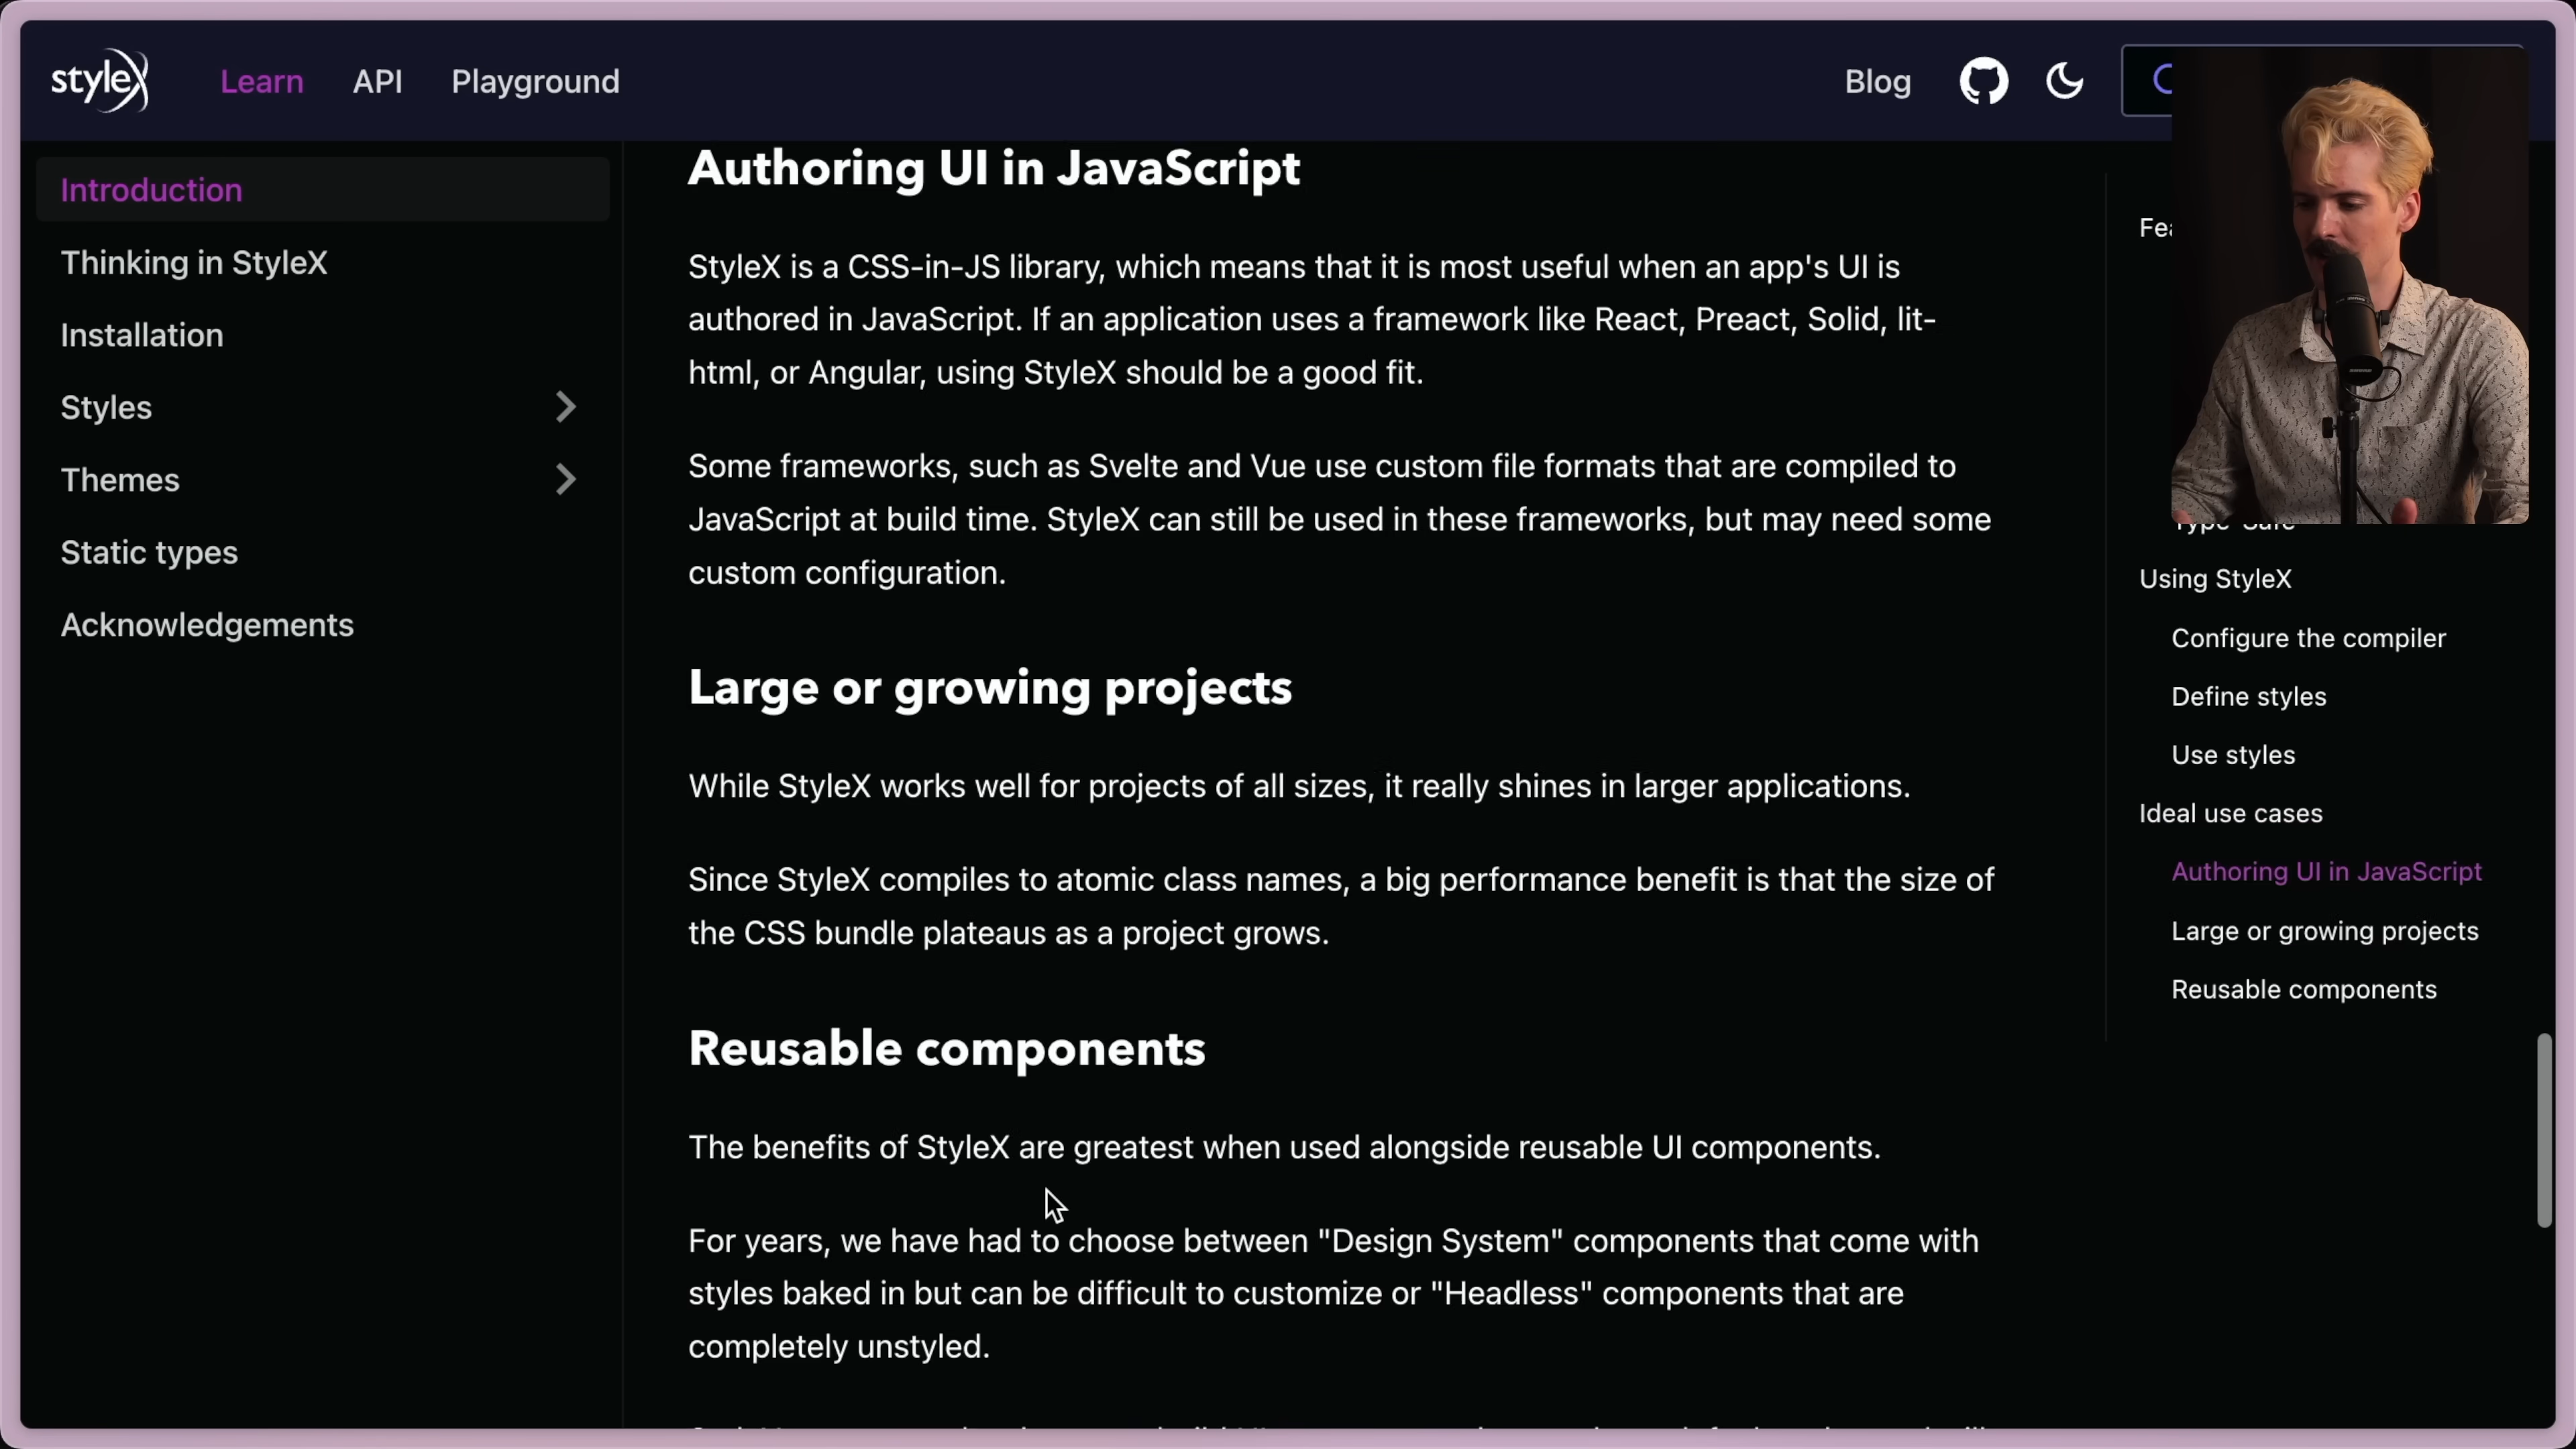 styleX
Learn
API
Playground
Blog
Introduction
Thinking in StyleX
Installation
Styles
Themes
Static types
Acknowledgements
Authoring UI in JavaScript
StyleX is a CSS-in-JS library, which means that it is most useful when an app's UI is
authored in JavaScript. If an application uses a framework like React, Preact, Solid, lit-
html, or Angular, using StyleX should be a good fit.
Some frameworks, such as Svelte and Vue use custom file formats that are compiled to
JavaScript at build time. StyleX can still be used in these frameworks, but may need some
custom configuration.
Large or growing projects
While StyleX works well for projects of all sizes, it really shines in larger applications.
Since StyleX compiles to atomic class names, a big performance benefit is that the size of
the CSS bundle plateaus as a project grows.
Reusable components
The benefits of StyleX are greatest when used alongside reusable UI components.
For years, we have had to choose between "Design System" components that come with
styles baked in but can be difficult to customize or "Headless" components that are
completely unstyled.
Type-Safe
Using StyleX
Configure the compiler
Define styles
Use styles
Ideal use cases
Authoring UI in JavaScript
Large or growing projects
Reusable components